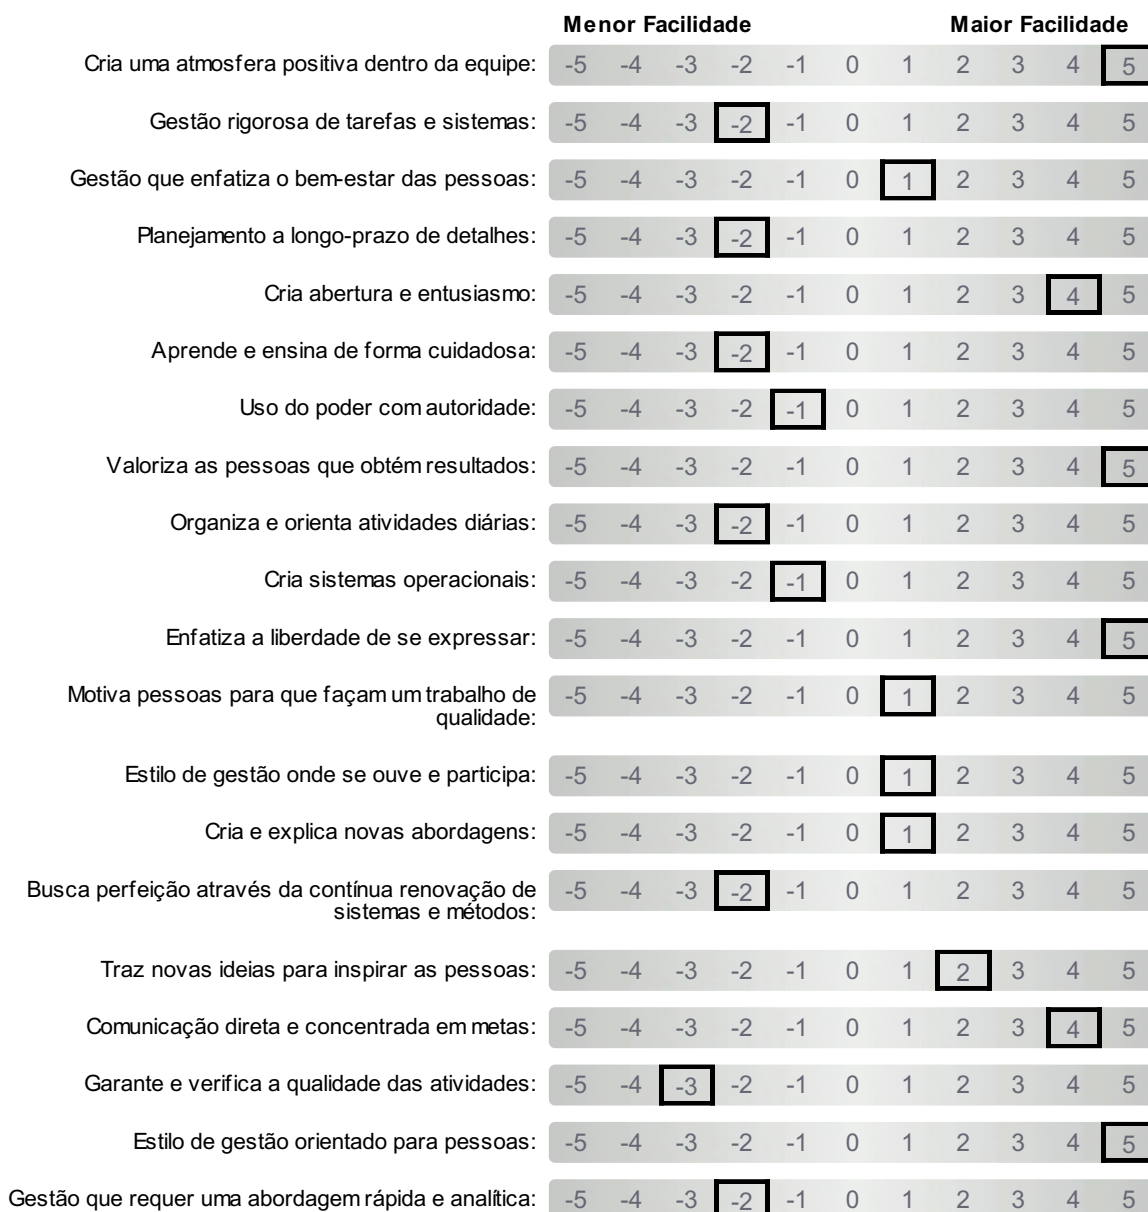 Menor Facilidade Maior Facilidade
Cria uma atmosfera positiva dentro da equipe: -5 -4 -3 -2 -1 0 1 2 3 4 5
Gestão rigorosa de tarefas e sistemas: -5 -4 -3 -2 -1 0 1 2 3 4 5
Gestão que enfatiza o bem-estar das pessoas: -5 -4 -3 -2 -1 0 1 2 3 4 5
Planejamento a longo-prazo de detalhes: -5 -4 -3 -2 -1 0 1 2 3 4 5
Cria abertura e entusiasmo: -5 -4 -3 -2 -1 0 1 2 3 4 5
Aprende e ensina de forma cuidadosa: -5 -4 -3 -2 -1 0 1 2 3 4 5
Uso do poder com autoridade: -5 -4 -3 -2 -1 0 1 2 3 4 5
Valoriza as pessoas que obtém resultados: -5 -4 -3 -2 -1 0 1 2 3 4 5
Organiza e orienta atividades diárias: -5 -4 -3 -2 -1 0 1 2 3 4 5
Cria sistemas operacionais: -5 -4 -3 -2 -1 0 1 2 3 4 5
Enfatiza a liberdade de se expressar: -5 -4 -3 -2 -1 0 1 2 3 4 5
Motiva pessoas para que façam um trabalho de -5 -4 -3 -2 -1 0 1 2 3 4 5
qualidade:
Estilo de gestão onde se ouve e participa: -5 -4 -3 -2 -1 0 1 2 3 4 5
Cria e explica novas abordagens: -5 -4 -3 -2 -1 0 1 2 3 4 5
Busca perfeição através da contínua renovação de -5 -4 -3 -2 -1 0 1 2 3 4 5
sistemas e métodos:
Traz novas ideias para inspirar as pessoas: -5 -4 -3 -2 -1 0 1 2 3 4 5
Comunicação direta e concentrada em metas: -5 -4 -3 -2 -1 0 1 2 3 4 5
Garante e verifica a qualidade das atividades: -5 -4 -3 -2 -1 0 1 2 3 4 5
Estilo de gestão orientado para pessoas: -5 -4 -3 -2 -1 0 1 2 3 4 5
Gestão que requer uma abordagem rápida e analítica: -5 -4 -3 -2 -1 0 1 2 3 4 5